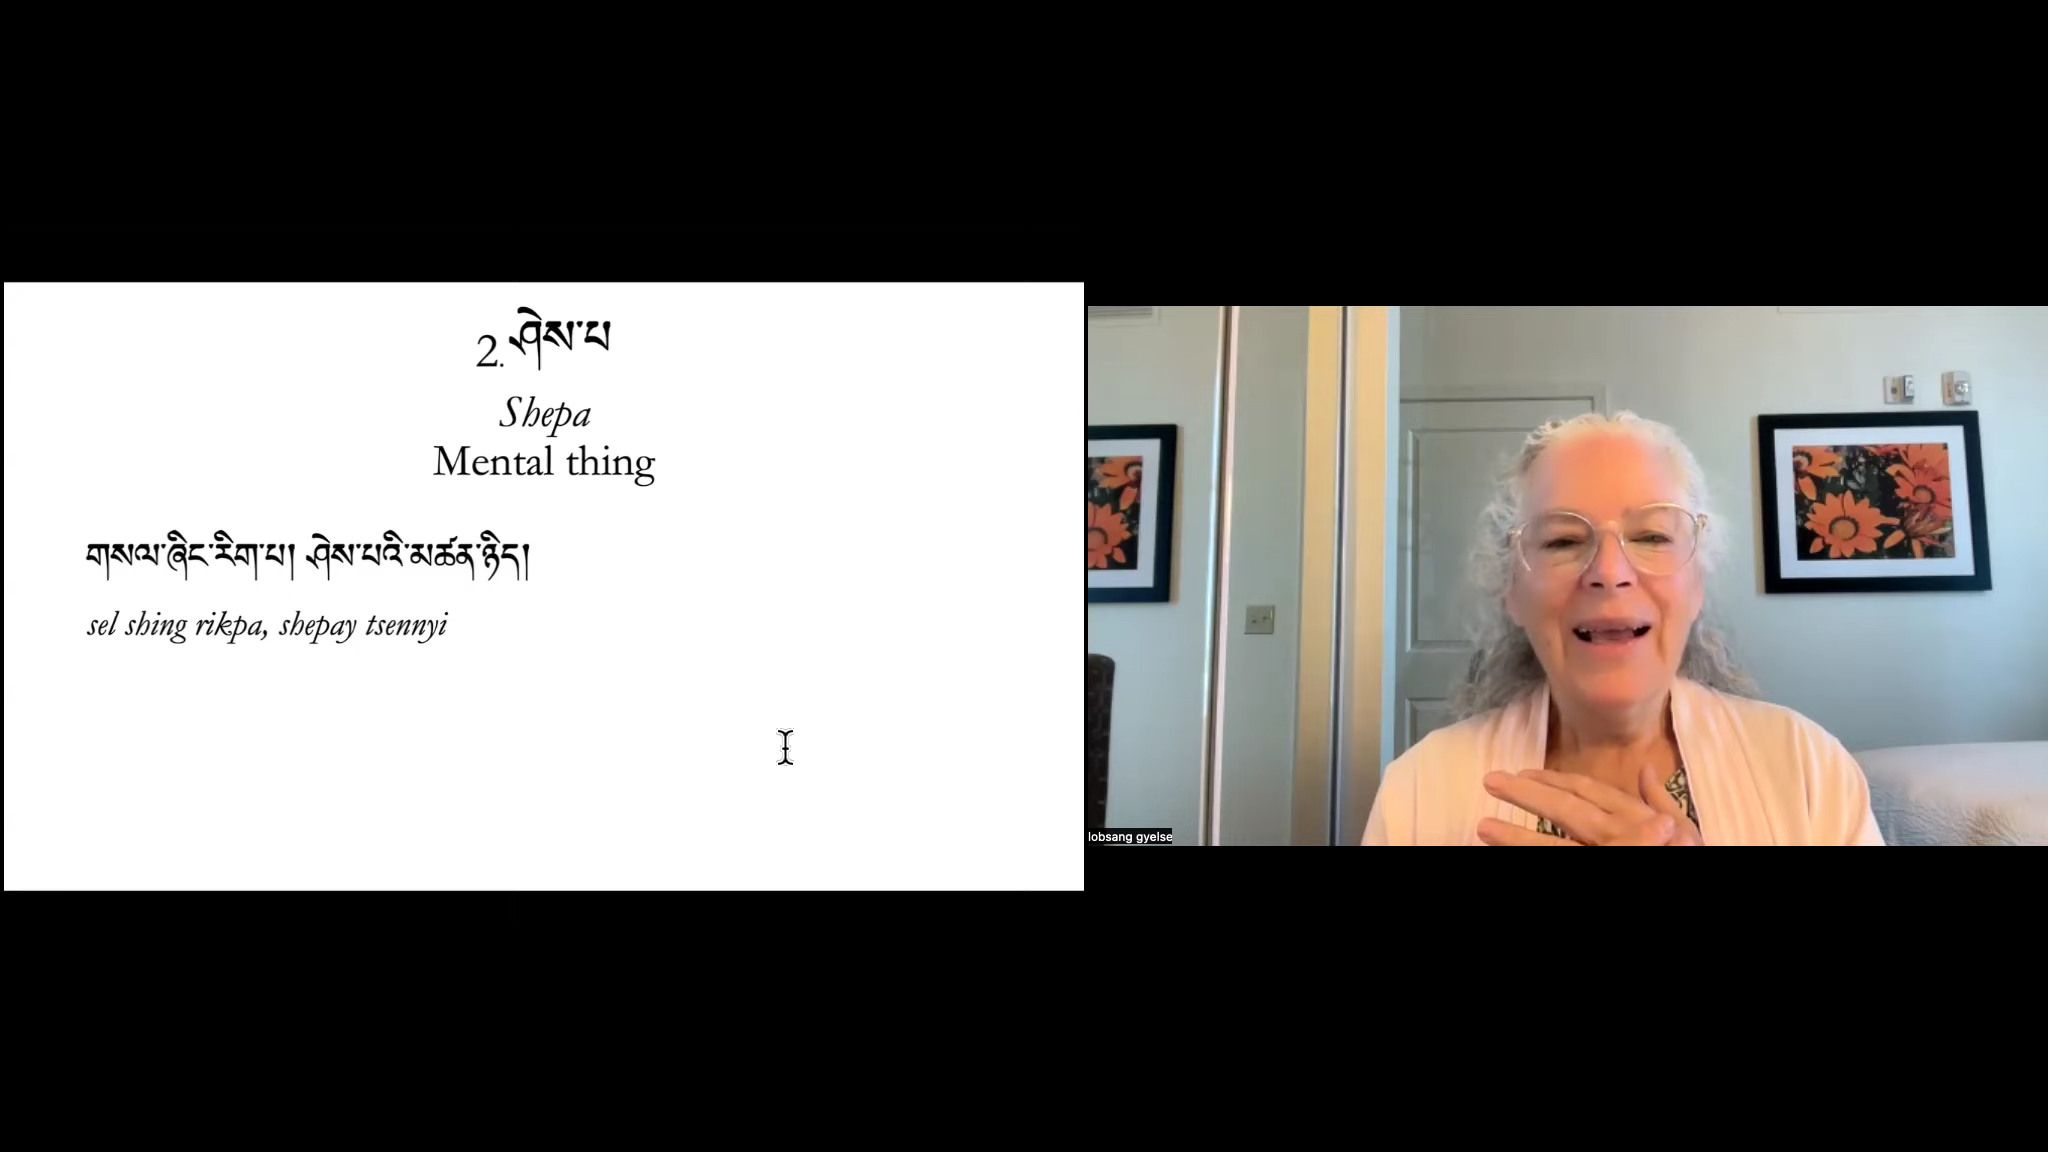 2. ཤེས་པ
Shepa
Mental thing
གསལ་ཞིང་རིག་པ། ཤེས་པའི་མཚན་ཉིད།
sel shing rikpa, shepay tsennyi
lobsang gyelse